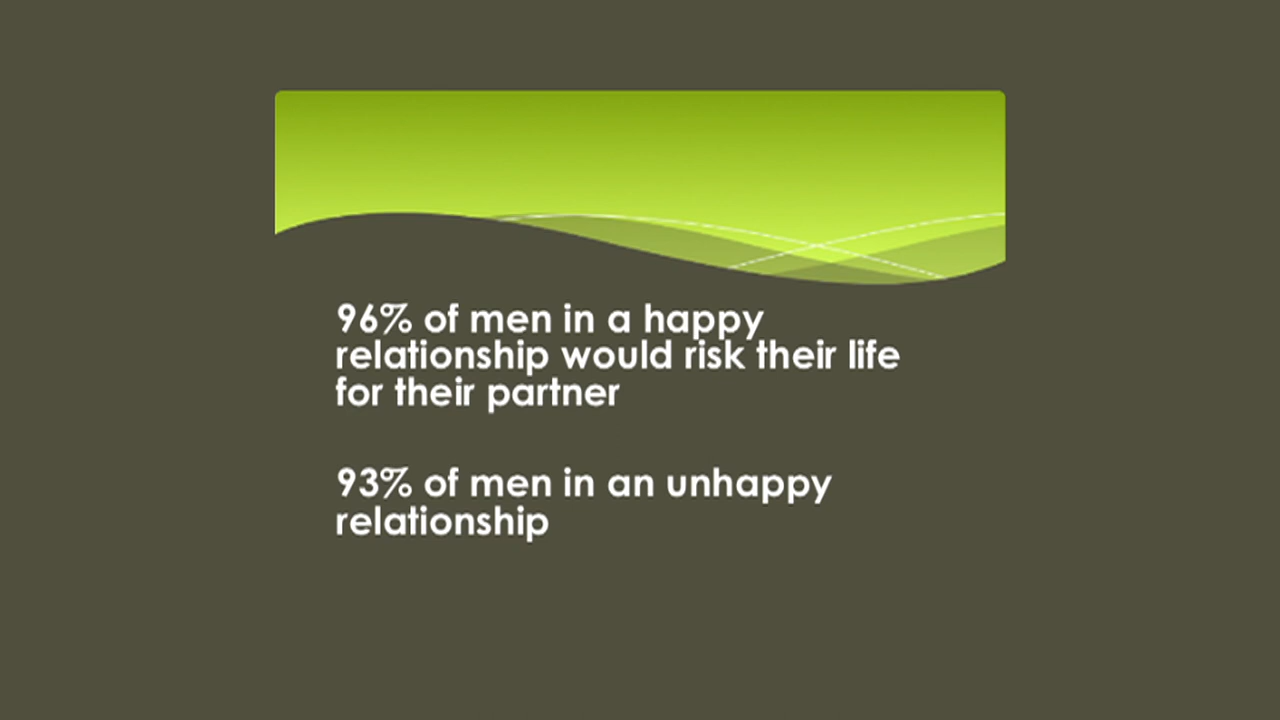 96% of men in a happy
relationship would risk their life
for their partner
93% of men in an unhappy
relationship